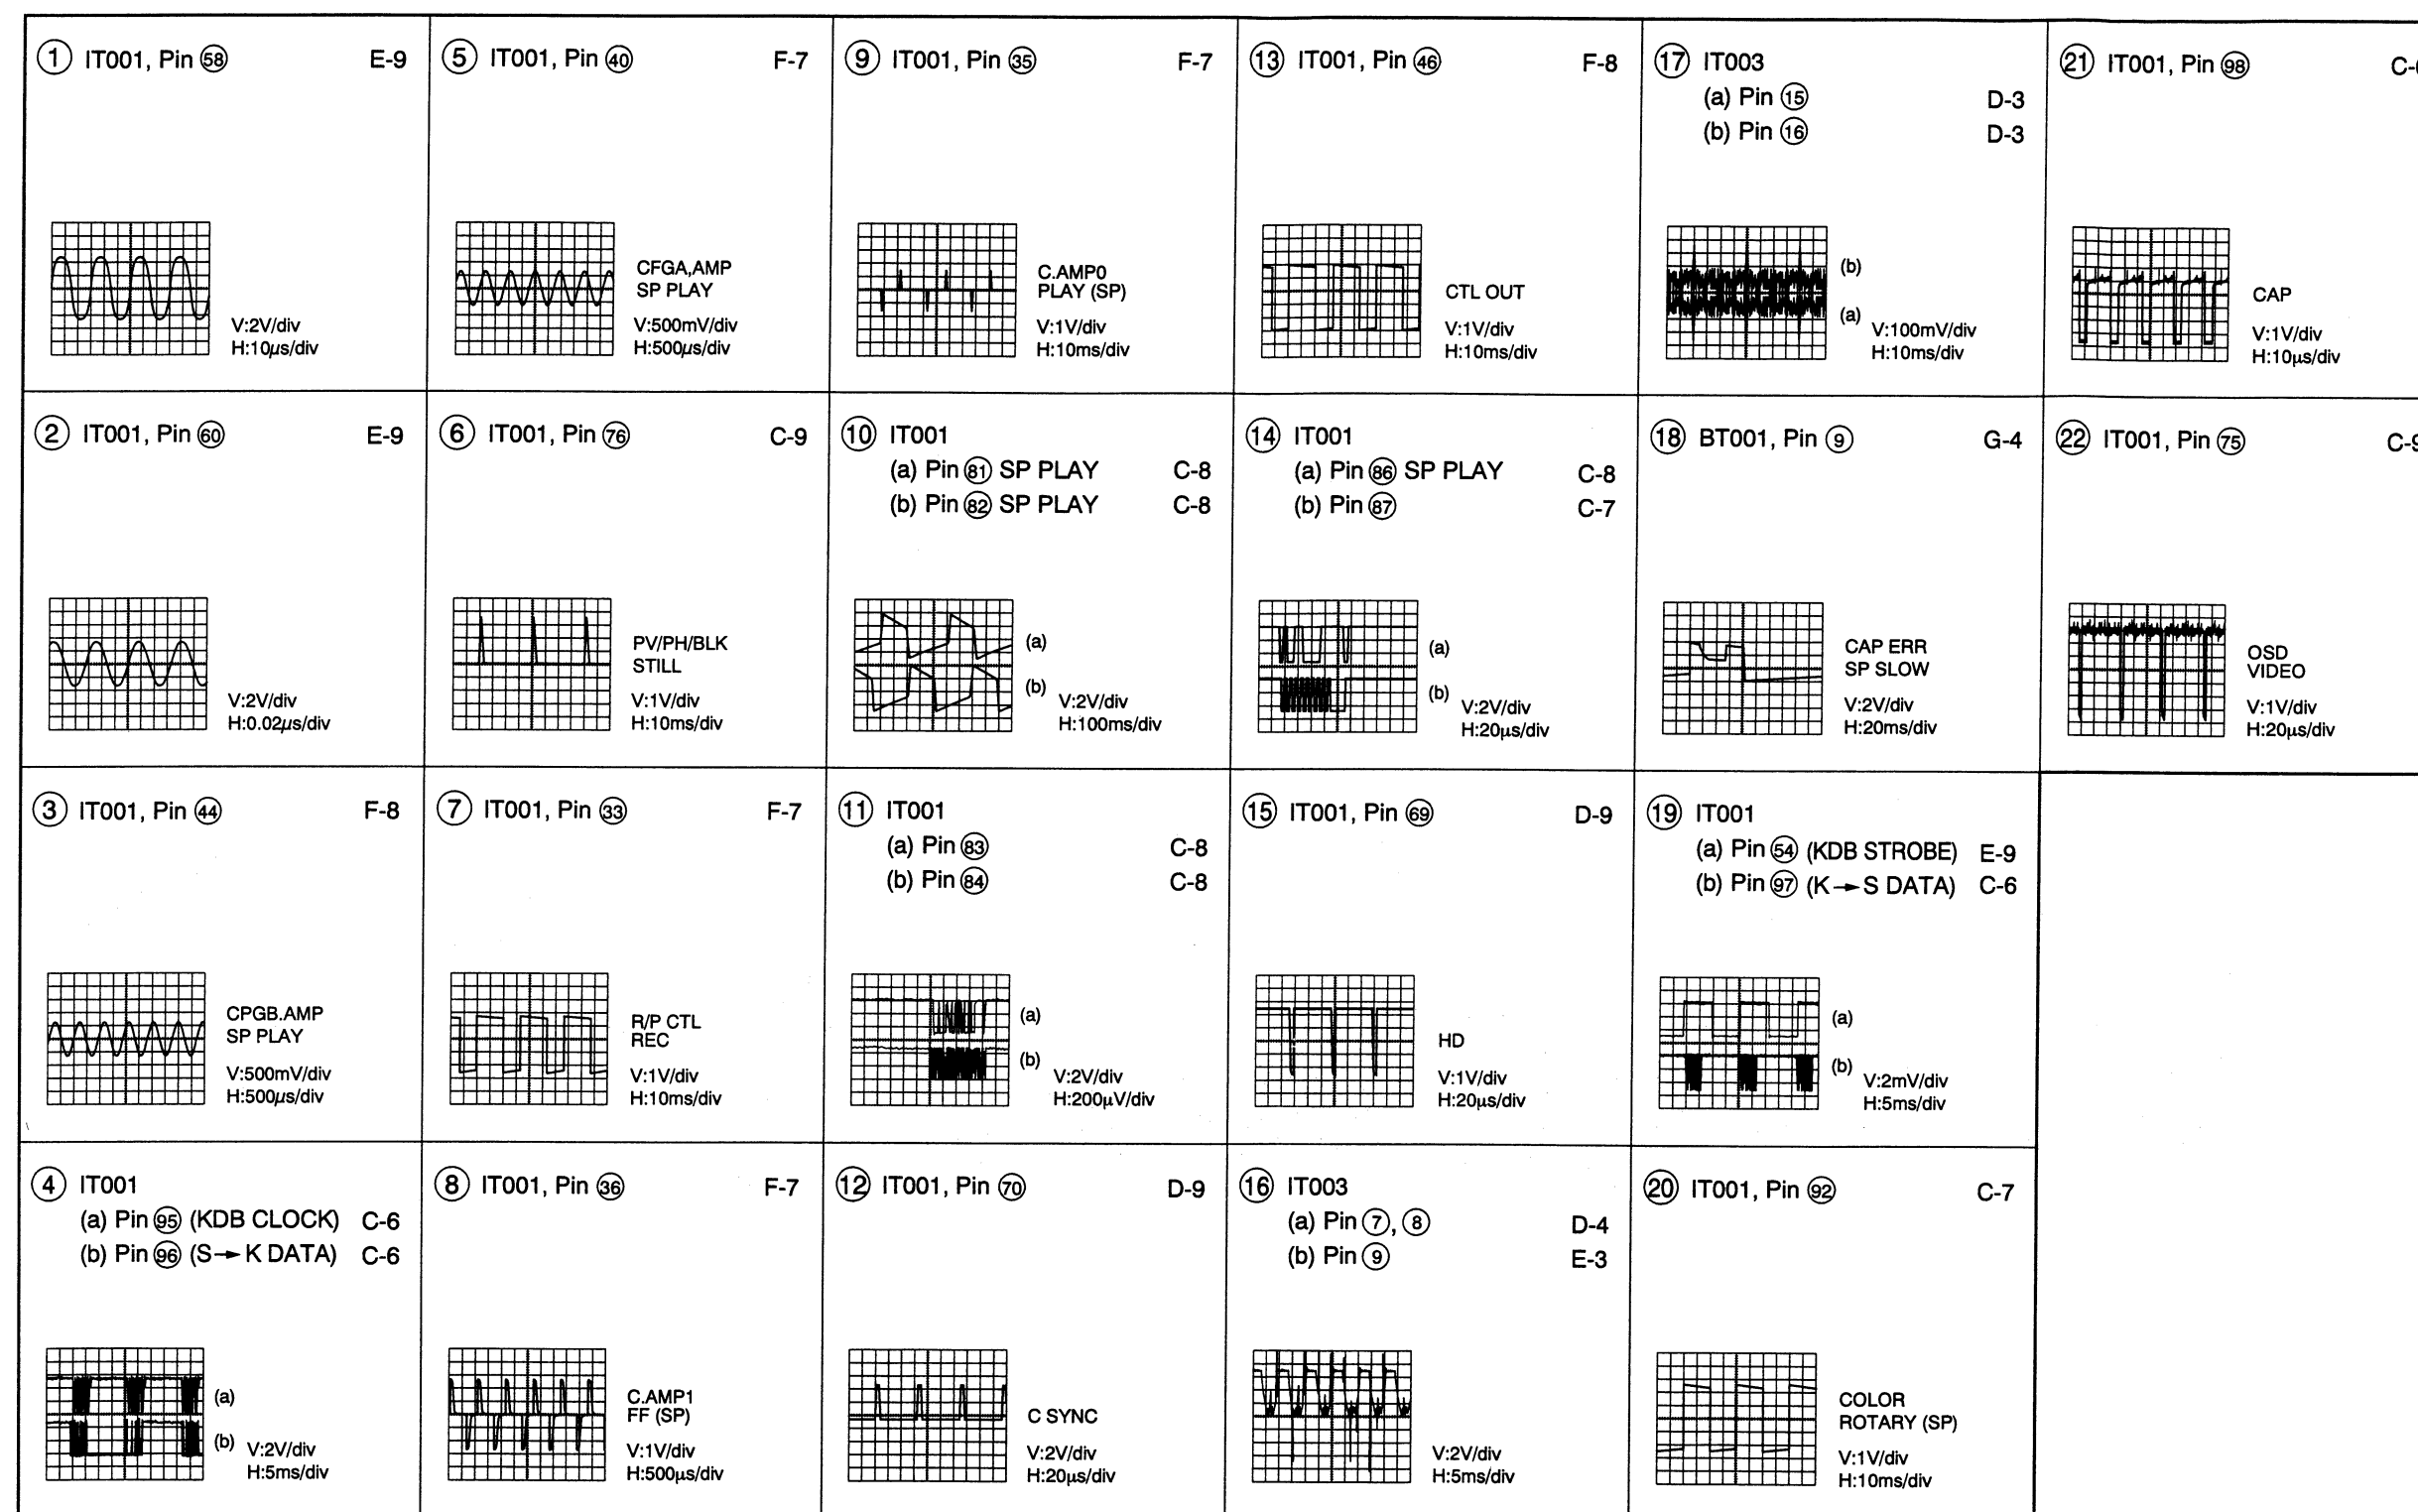 ① IT001, Pin 58 E-9
V:2V/div
H:10µs/div
② IT001, Pin 60 E-9
V:2V/div
H:0.02µs/div
③ IT001, Pin 44 F-8
CPGB.AMP
SP PLAY
V:500mV/div
H:500µs/div
④ IT001
(a) Pin 95 (KDB CLOCK) C-6
(b) Pin 96 (S→K DATA) C-6
(a)
(b)
V:2V/div
H:5ms/div
⑤ IT001, Pin 40 F-7
CFGA,AMP
SP PLAY
V:500mV/div
H:500µs/div
⑥ IT001, Pin 76 C-9
PV/PH/BLK
STILL
V:1V/div
H:10ms/div
⑦ IT001, Pin 33 F-7
R/P CTL
REC
V:1V/div
H:10ms/div
⑧ IT001, Pin 36 F-7
C.AMP1
FF (SP)
V:1V/div
H:500µs/div
⑨ IT001, Pin 35 F-7
C.AMP0
PLAY (SP)
V:1V/div
H:10ms/div
⑩ IT001
(a) Pin 81 SP PLAY C-8
(b) Pin 82 SP PLAY C-8
(a)
(b)
V:2V/div
H:100ms/div
⑪ IT001
(a) Pin 83 C-8
(b) Pin 84 C-8
(a)
(b)
V:2V/div
H:200µV/div
⑫ IT001, Pin 70 D-9
C SYNC
V:2V/div
H:20µs/div
⑬ IT001, Pin 46 F-8
CTL OUT
V:1V/div
H:10ms/div
⑭ IT001
(a) Pin 86 SP PLAY C-8
(b) Pin 87 C-7
(a)
(b)
V:2V/div
H:20µs/div
⑮ IT001, Pin 69 D-9
HD
V:1V/div
H:20µs/div
⑯ IT003
(a) Pin ⑦, ⑧ D-4
(b) Pin ⑨ E-3
V:2V/div
H:5ms/div
⑰ IT003
(a) Pin 15 D-3
(b) Pin 16 D-3
(b)
(a)
V:100mV/div
H:10ms/div
⑱ BT001, Pin ⑨ G-4
CAP ERR
SP SLOW
V:2V/div
H:20ms/div
⑲ IT001
(a) Pin 54 (KDB STROBE) E-9
(b) Pin 97 (K→S DATA) C-6
(a)
(b)
V:2mV/div
H:5ms/div
⑳ IT001, Pin 92 C-7
COLOR
ROTARY (SP)
V:1V/div
H:10ms/div
㉑ IT001, Pin 98
CAP
V:1V/div
H:10µs/div
㉒ IT001, Pin 75 C-9
OSD
VIDEO
V:1V/div
H:20µs/div